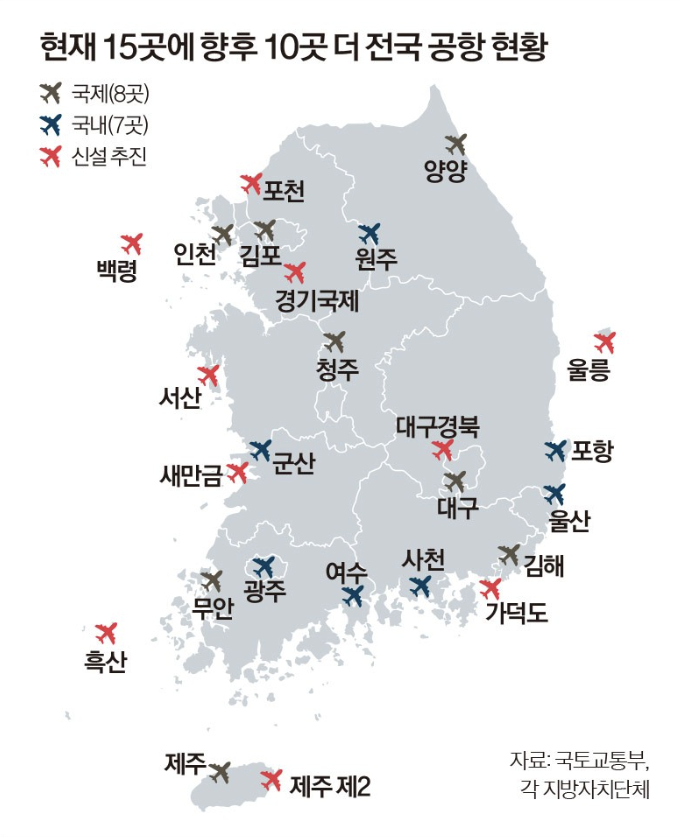 현재 15곳에 향후 10곳 더 전국 공항 현황
국제(8곳)
국내(7곳)
신설 추진
양양
포천
백령
인천
김포
원주
경기국제
청주
울릉
서산
대구경북
군산
포항
새만금
대구
울산
김해
사천
여수
광주
무안
가덕도
흑산
제주
제주 제2
자료: 국토교통부,
각 지방자치단체